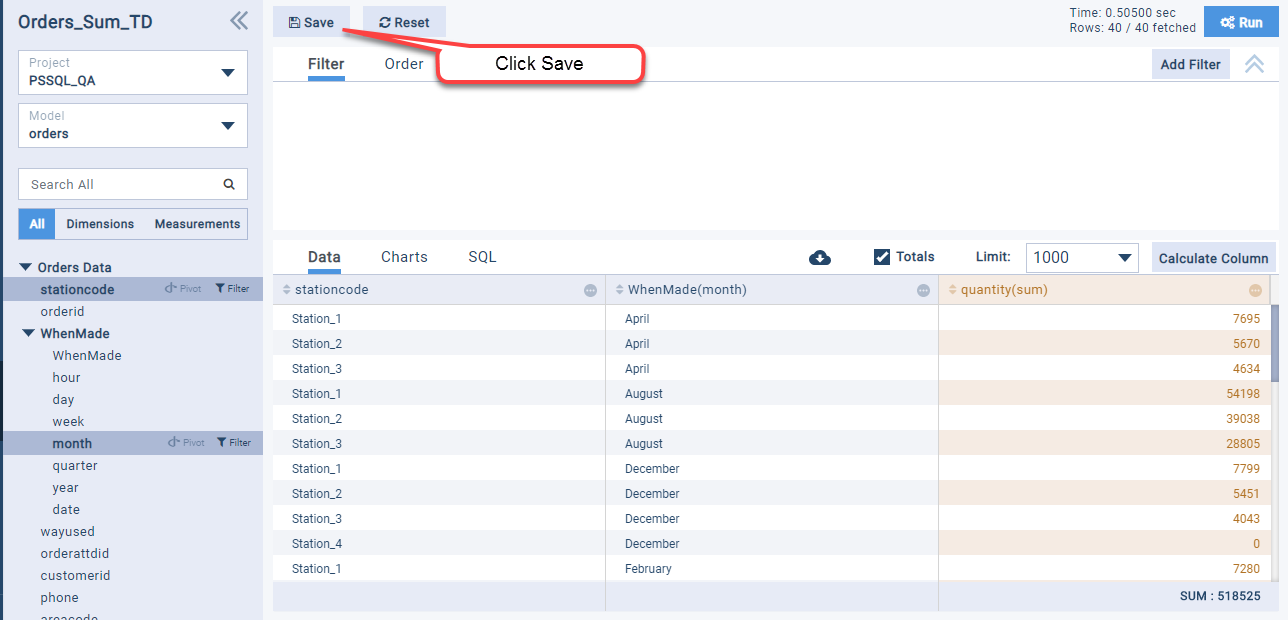 Orders_Sum_TD
Project
PSSQL_QA
Model
orders
Search All
All Dimensions Measurements
Orders Data
stationcode Pivot Filter
orderid
WhenMade
WhenMade
hour
day
week
month Pivot Filter
quarter
year
date
wayused
orderattdid
customerid
phone
areacode
Save Reset
Time: 0.50500 sec
Rows: 40 / 40 fetched
Run
Click Save
Filter Order
Add Filter
Data Charts SQL
Totals Limit: 1000 Calculate Column
stationcode WhenMade(month) quantity(sum)
Station_1 April 7695
Station_2 April 5670
Station_3 April 4634
Station_1 August 54198
Station_2 August 39038
Station_3 August 28805
Station_1 December 7799
Station_2 December 5451
Station_3 December 4043
Station_4 December 0
Station_1 February 7280
SUM : 518525